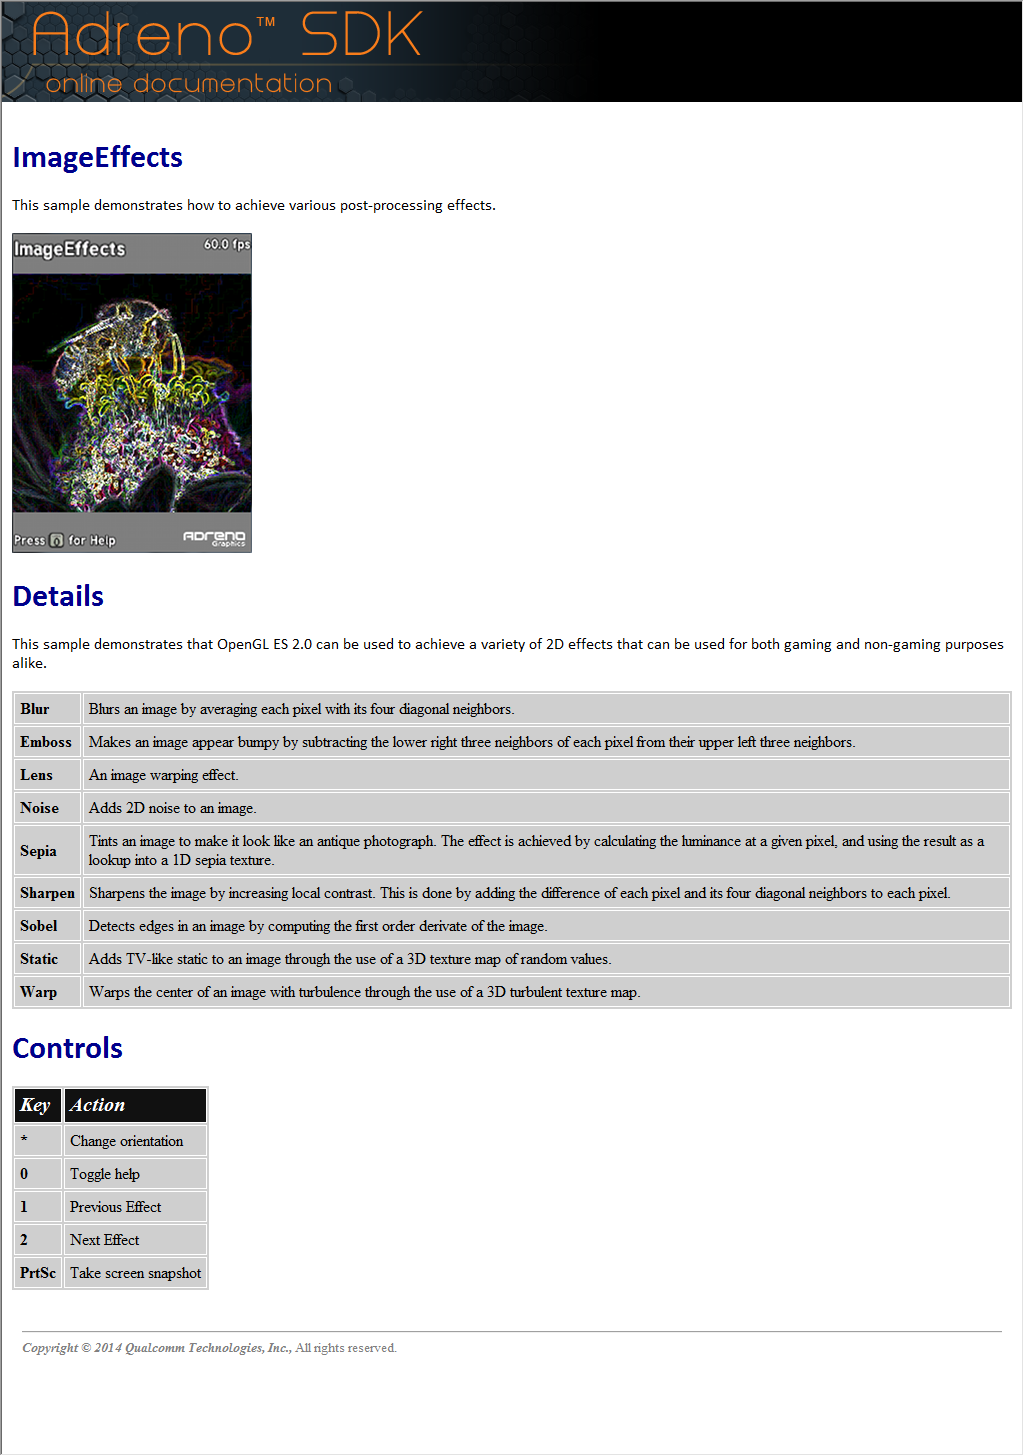 Adreno™ SDK
online documentation
ImageEffects
This sample demonstrates how to achieve various post-processing effects.
ImageEffects 60.0 fps
Press 0 for Help ADRENO
Graphics
Details
This sample demonstrates that OpenGL ES 2.0 can be used to achieve a variety of 2D effects that can be used for both gaming and non-gaming purposes
alike.
Blur Blurs an image by averaging each pixel with its four diagonal neighbors.
Emboss Makes an image appear bumpy by subtracting the lower right three neighbors of each pixel from their upper left three neighbors.
Lens An image warping effect.
Noise Adds 2D noise to an image.
Sepia Tints an image to make it look like an antique photograph. The effect is achieved by calculating the luminance at a given pixel, and using the result as a
lookup into a 1D sepia texture.
Sharpen Sharpens the image by increasing local contrast. This is done by adding the difference of each pixel and its four diagonal neighbors to each pixel.
Sobel Detects edges in an image by computing the first order derivate of the image.
Static Adds TV-like static to an image through the use of a 3D texture map of random values.
Warp Warps the center of an image with turbulence through the use of a 3D turbulent texture map.
Controls
Key Action
* Change orientation
0 Toggle help
1 Previous Effect
2 Next Effect
PrtSc Take screen snapshot
Copyright © 2014 Qualcomm Technologies, Inc., All rights reserved.